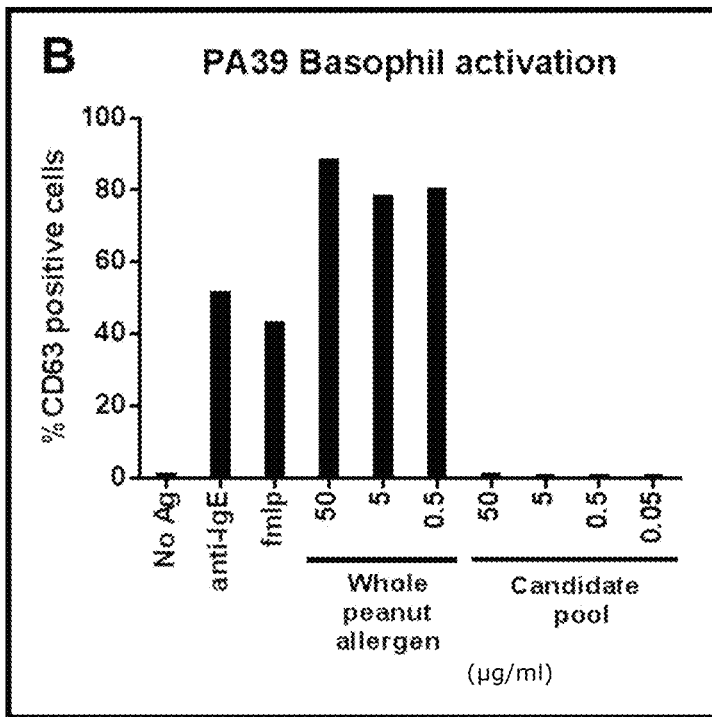 B
PA39 Basophil activation
% CD63 positive cells
100
80
60
40
20
0
No Ag
anti-IgE
fmlp
50
5
0.5
50
5
0.5
0.05
Whole
peanut
allergen
Candidate
pool
(µg/ml)